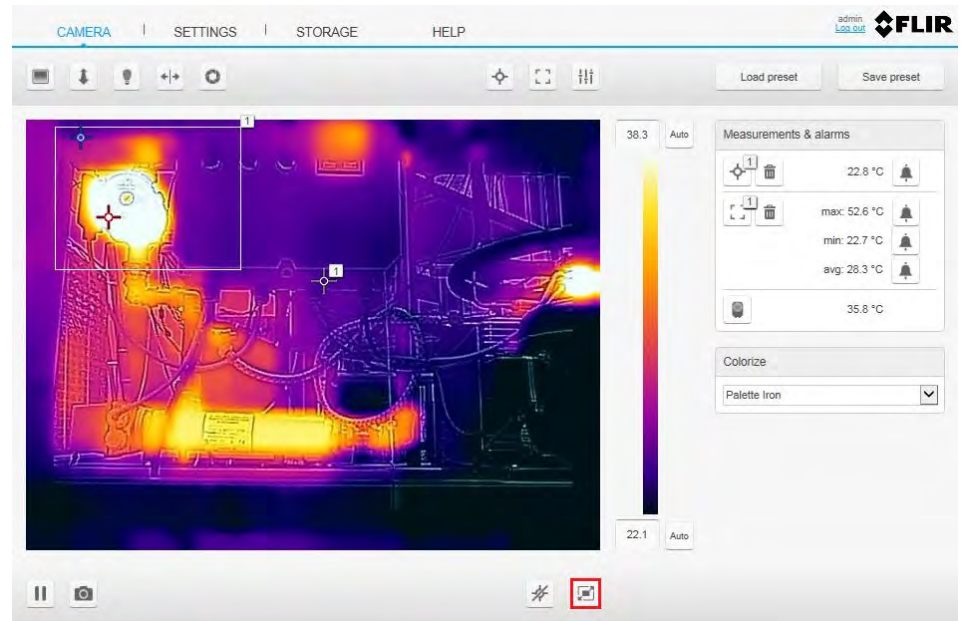 CAMERA
SETTINGS
STORAGE
HELP
admin
Log out
FLIR
Load preset
Save preset
1
1
38.3
Auto
Measurements & alarms
1
22.8 °C
1
max: 52.6 °C
min: 22.7 °C
avg: 28.3 °C
35.8 °C
Colorize
Palette Iron
22.1
Auto